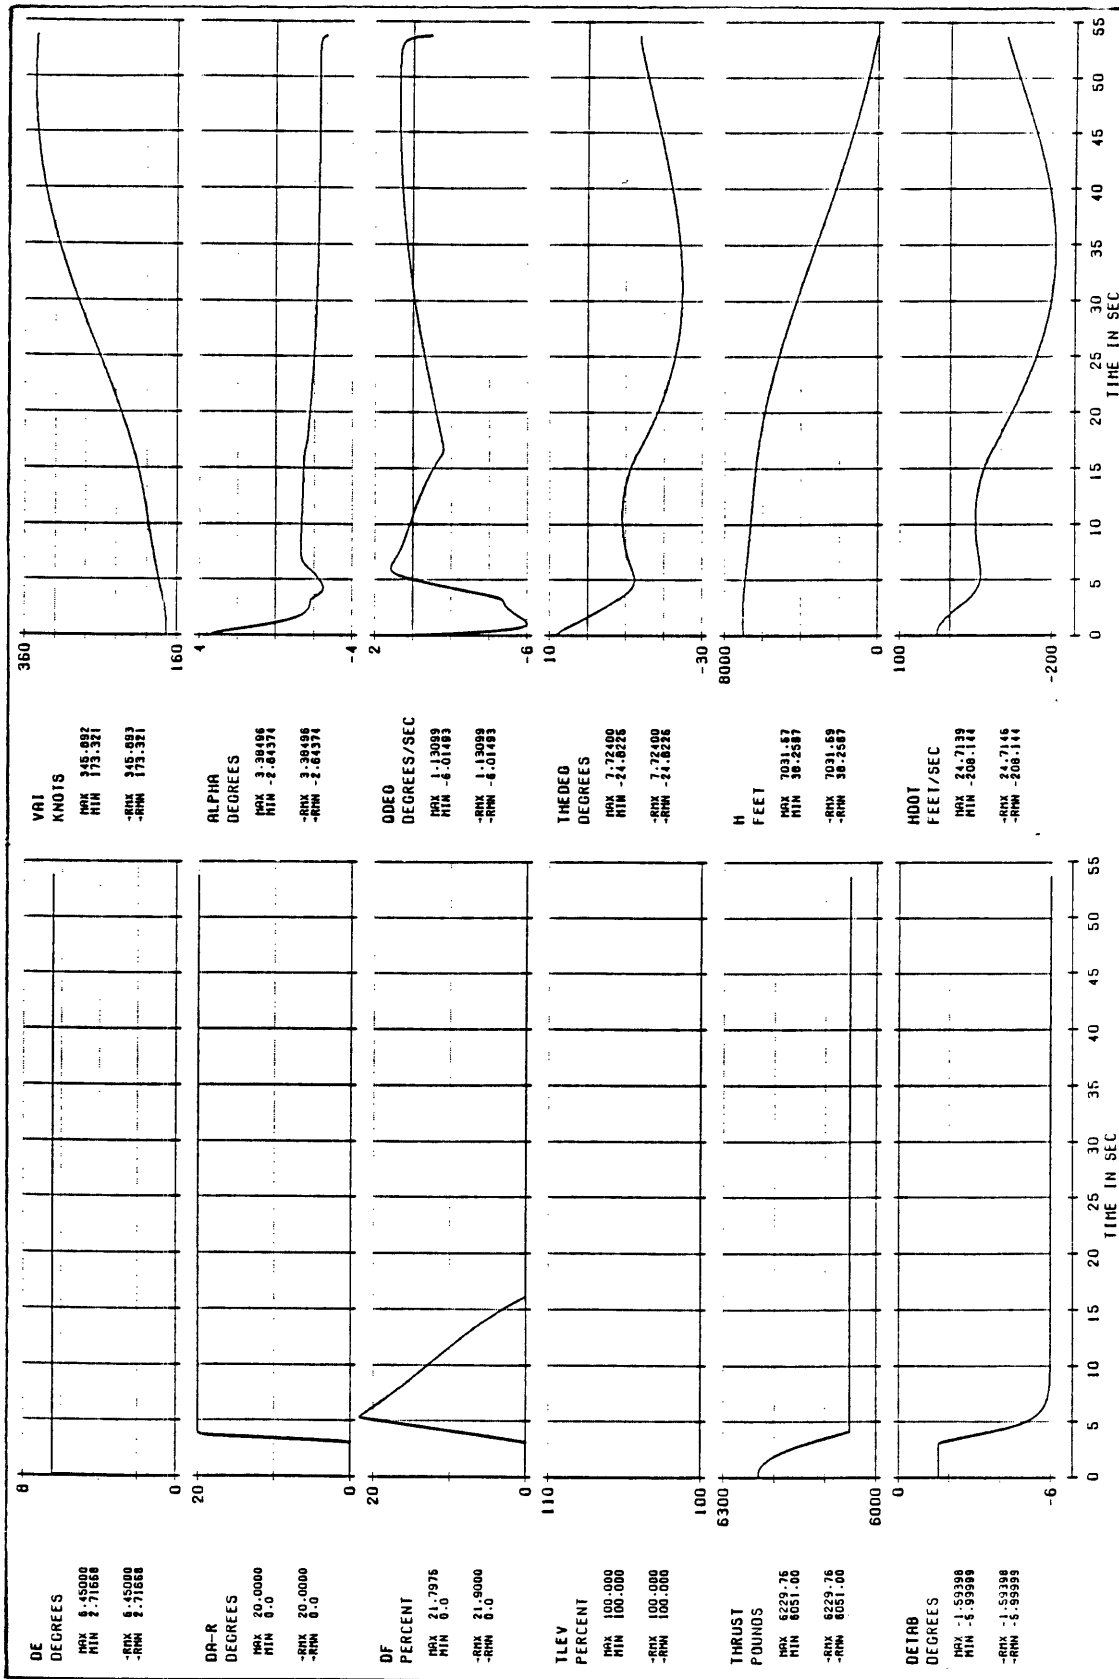 DE
DEGREES
MAX 6.45000
MIN 2.71668
-RMX 6.45000
-RMN 2.71668
8
0
DA-R
DEGREES
MAX 20.0000
MIN 0.0
-RMX 20.0000
-RMN 0.0
20
0
DF
PERCENT
MAX 21.7975
MIN 0.0
-RMX 21.9000
-RMN 0.0
20
0
TLEV
PERCENT
MAX 100.000
MIN 100.000
-RMX 100.000
-RMN 100.000
110
100
THRUST
POUNDS
MAX 6229.76
MIN 6051.00
-RMX 6229.76
-RMN 6051.00
6300
6000
DETAB
DEGREES
MAX -1.59398
MIN -5.99999
-RMX -1.59398
-RMN -5.99999
0
-6
0 5 10 15 20 25 30 35 40 45 50 55
TIME IN SEC
VAI
KNOTS
MAX 345.892
MIN 173.321
-RMX 345.893
-RMN 173.321
360
160
ALPHA
DEGREES
MAX 3.38496
MIN -2.64374
-RMX 3.38496
-RMN -2.64374
4
-4
QDEG
DEGREES/SEC
MAX 1.13099
MIN -6.01493
-RMX 1.13099
-RMN -6.01493
2
-6
THEDEG
DEGREES
MAX 7.72400
MIN -24.8226
-RMX 7.72400
-RMN -24.8226
10
-30
H
FEET
MAX 7031.67
MIN 38.2587
-RMX 7031.69
-RMN 38.2587
8000
0
HDOT
FEET/SEC
MAX 24.7139
MIN -208.144
-RMX 24.7146
-RMN -208.144
100
-200
0 5 10 15 20 25 30 35 40 45 50 55
TIME IN SEC